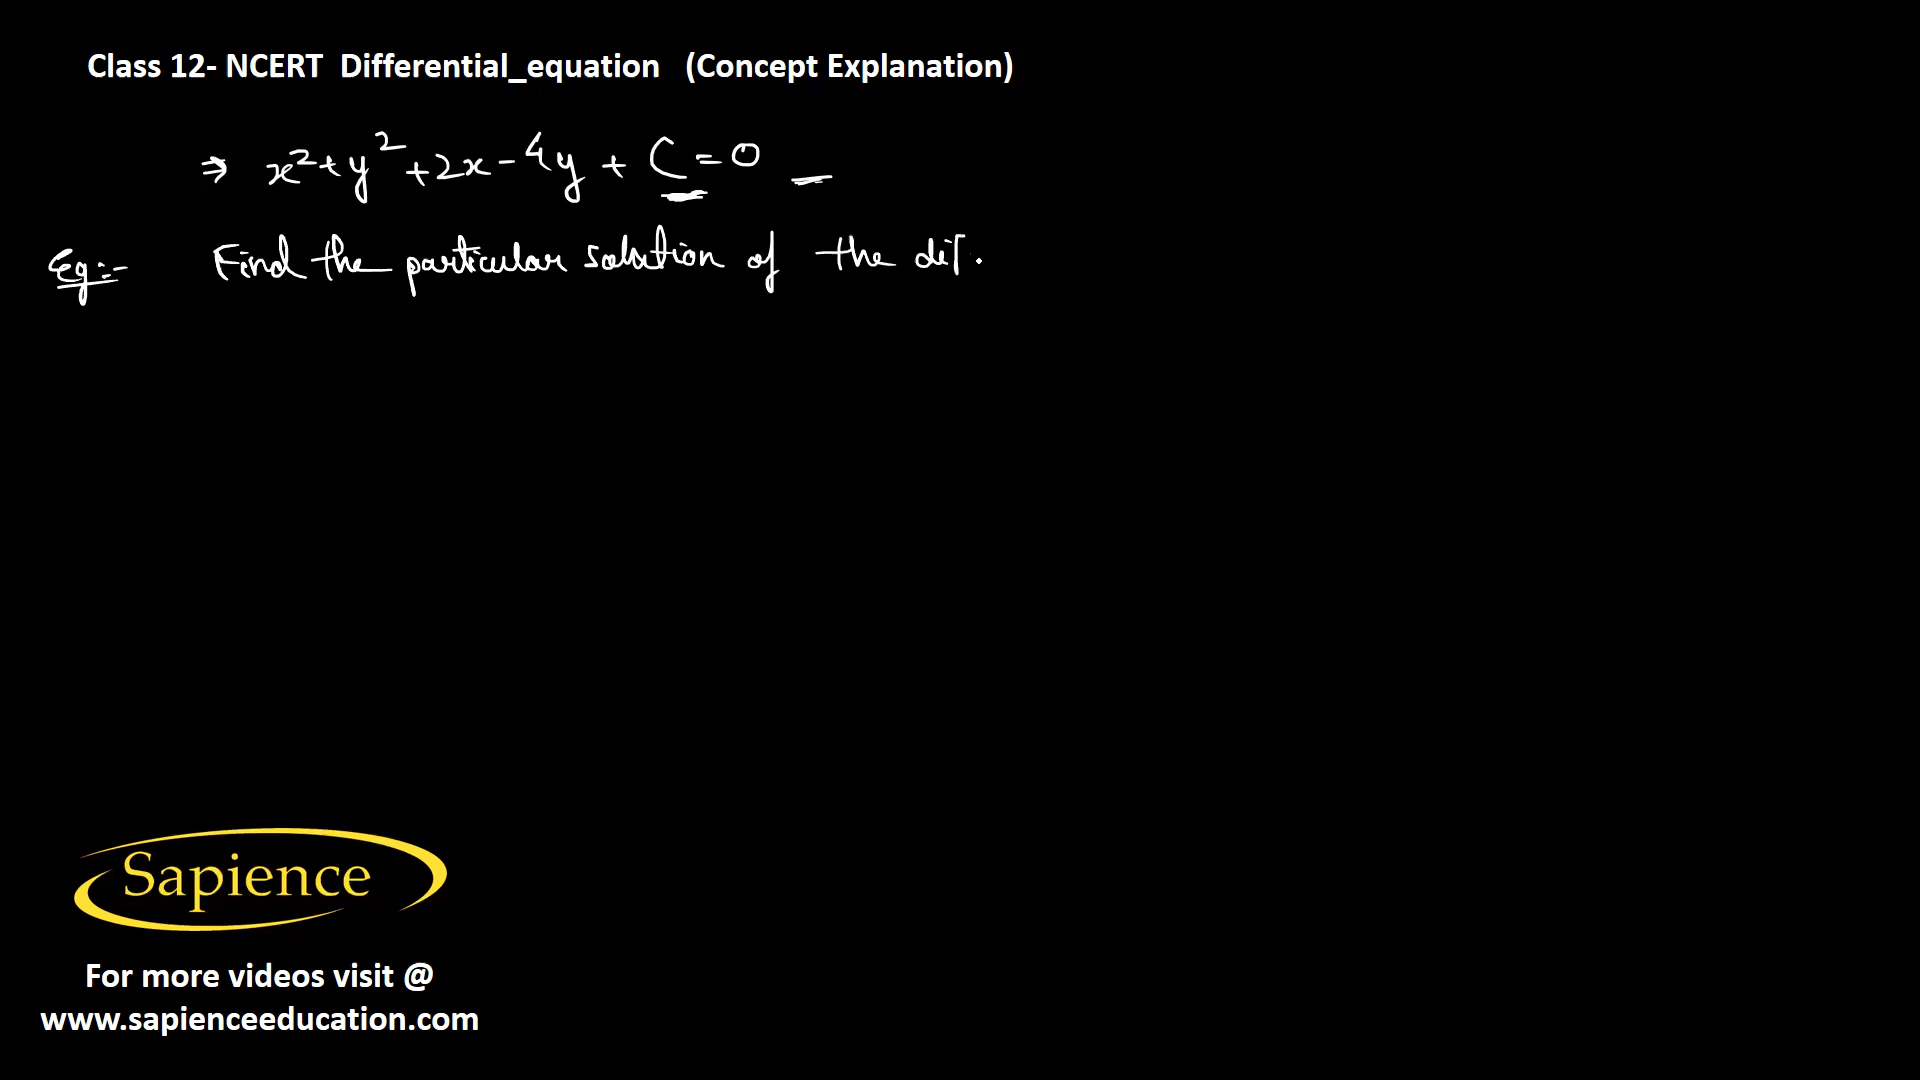 Class 12- NCERT Differential_equation (Concept Explanation)
⇒ x²+y²+2x-4y+C=0
Eg:- Find the particular solution of the dif.
Sapience
For more videos visit @
www.sapienceeducation.com